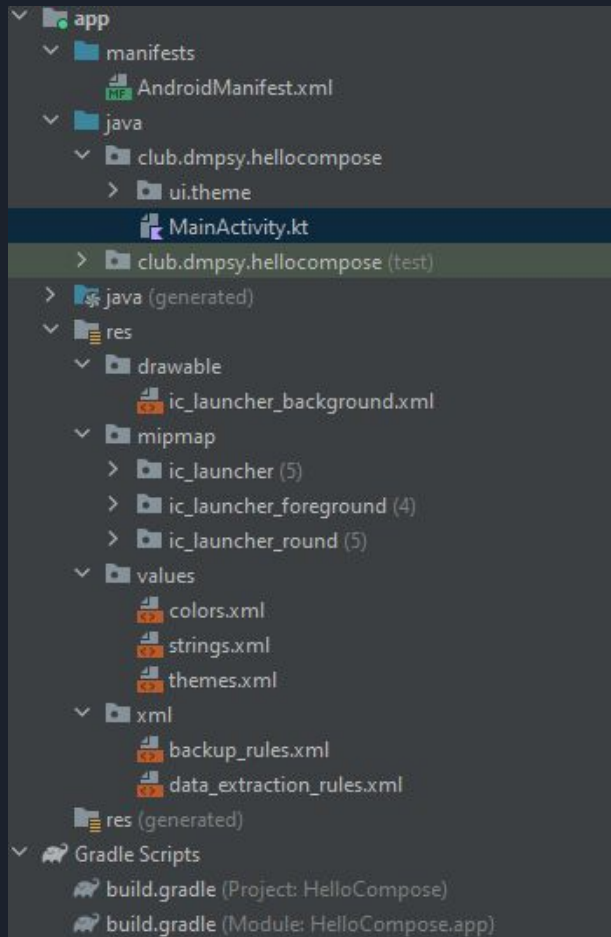 app
manifests
AndroidManifest.xml
java
club.dmpsy.hellocompose
ui.theme
MainActivity.kt
club.dmpsy.hellocompose (test)
java (generated)
res
drawable
ic_launcher_background.xml
mipmap
ic_launcher (5)
ic_launcher_foreground (4)
ic_launcher_round (5)
values
colors.xml
strings.xml
themes.xml
xml
backup_rules.xml
data_extraction_rules.xml
res (generated)
Gradle Scripts
build.gradle (Project: HelloCompose)
build.gradle (Module: HelloCompose.app)